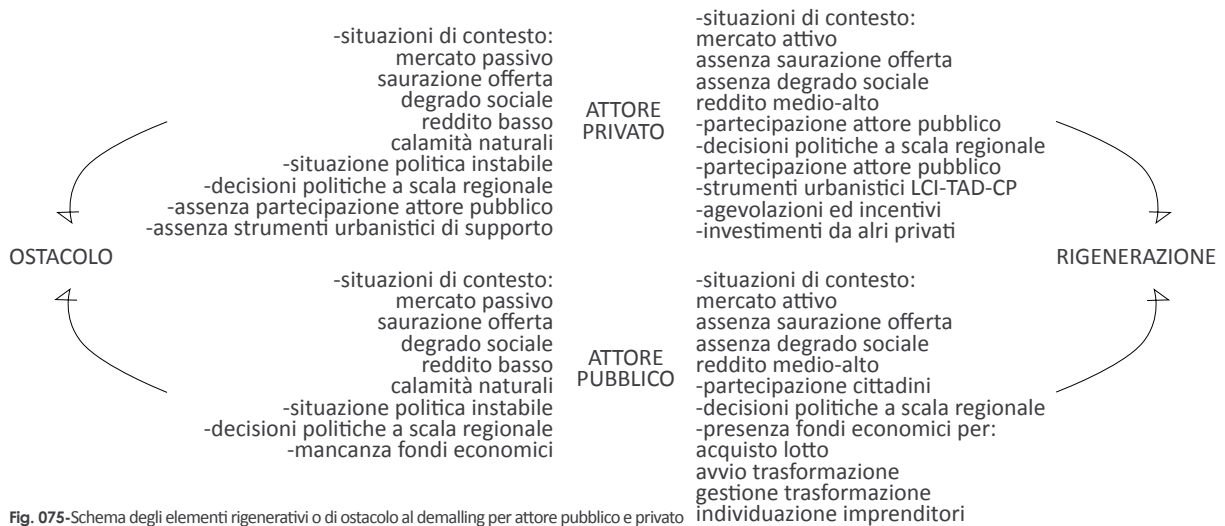 -situazioni di contesto:
mercato passivo
saurazione offerta
degrado sociale
reddito basso
calamità naturali
-situazione politica instabile
-decisioni politiche a scala regionale
-assenza partecipazione attore pubblico
-assenza strumenti urbanistici di supporto
ATTORE
PRIVATO
-situazioni di contesto:
mercato attivo
assenza saurazione offerta
assenza degrado sociale
reddito medio-alto
-partecipazione attore pubblico
-decisioni politiche a scala regionale
-partecipazione attore pubblico
-strumenti urbanistici LCI-TAD-CP
-agevolazioni ed incentivi
-investimenti da alri privati
OSTACOLO
RIGENERAZIONE
-situazioni di contesto:
mercato passivo
saurazione offerta
degrado sociale
reddito basso
calamità naturali
-situazione politica instabile
-decisioni politiche a scala regionale
-mancanza fondi economici
ATTORE
PUBBLICO
-situazioni di contesto:
mercato attivo
assenza saurazione offerta
assenza degrado sociale
reddito medio-alto
-partecipazione cittadini
-decisioni politiche a scala regionale
-presenza fondi economici per:
acquisto lotto
avvio trasformazione
gestione trasformazione
individuazione imprenditori
Fig. 075-Schema degli elementi rigenerativi o di ostacolo al demalling per attore pubblico e privato